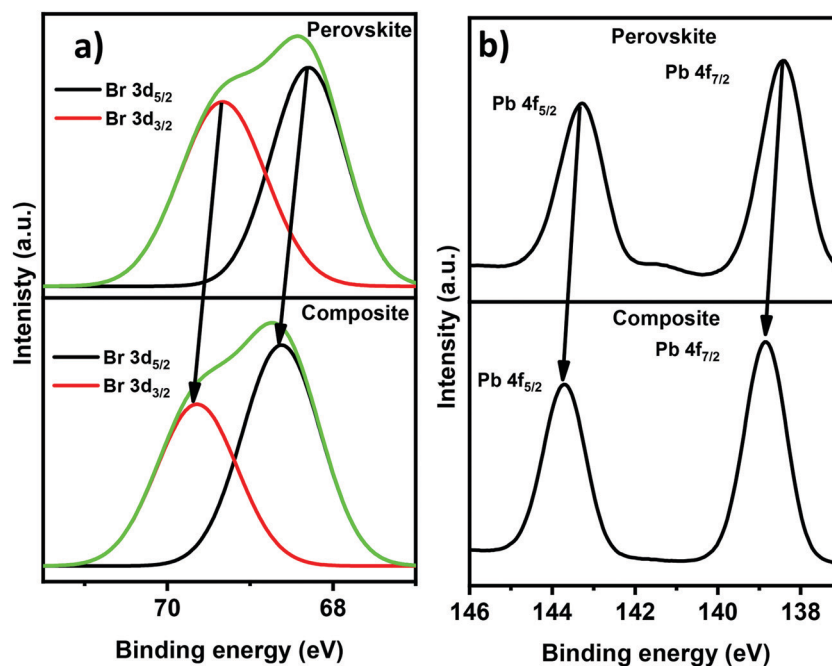 a)
Perovskite
Br 3d5/2
Br 3d3/2
Composite
Br 3d5/2
Br 3d3/2
Intenisty (a.u.)
70
68
Binding energy (eV)
b)
Perovskite
Pb 4f7/2
Pb 4f5/2
Composite
Pb 4f7/2
Pb 4f5/2
Intensity (a.u.)
146
144
142
140
138
Binding energy (eV)